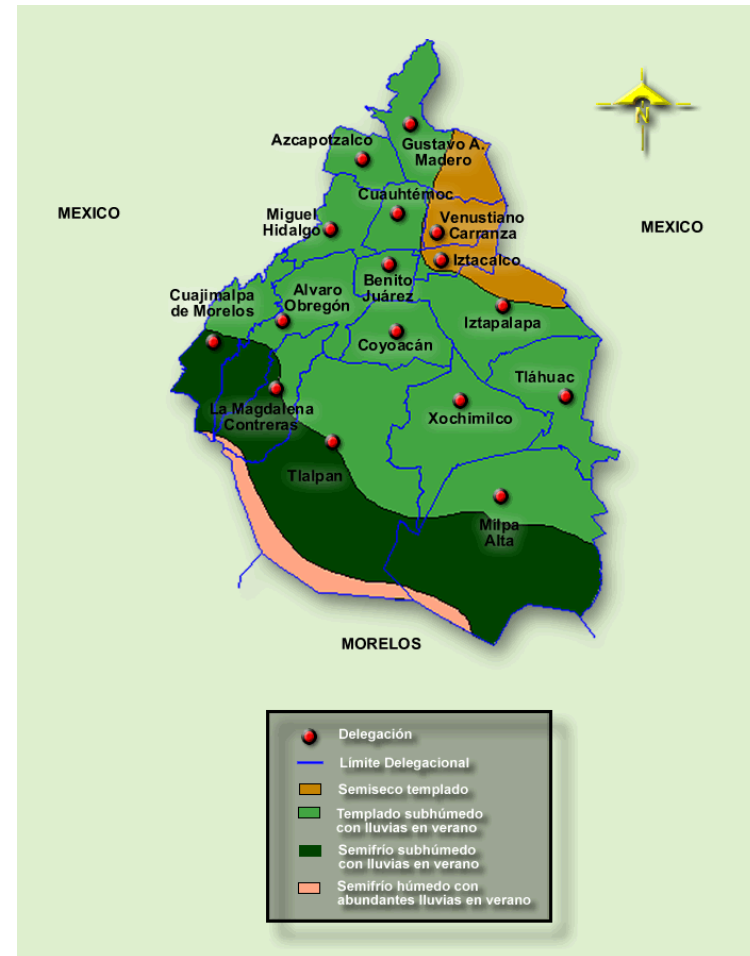 Azcapotzalco
Gustavo A.
Madero
N
Cuauhtémoc
MEXICO
Miguel
Hidalgo
Venustiano
Carranza
MEXICO
Iztacalco
Benito
Juárez
Cuajimalpa
de Morelos
Alvaro
Obregón
Iztapalapa
Coyoacán
Tláhuac
La Magdalena
Contreras
Xochimilco
Tlalpan
Milpa
Alta
MORELOS
Delegación
Límite Delegacional
Semiseco templado
Templado subhúmedo
con lluvias en verano
Semifrío subhúmedo
con lluvias en verano
Semifrío húmedo con
abundantes lluvias en verano